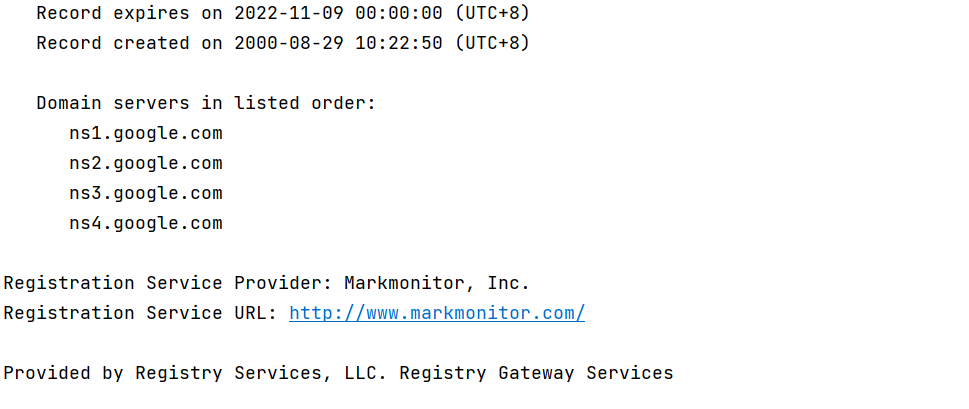 Record expires on 2022-11-09 00:00:00 (UTC+8)
Record created on 2000-08-29 10:22:50 (UTC+8)
Domain servers in listed order:
ns1.google.com
ns2.google.com
ns3.google.com
ns4.google.com
Registration Service Provider: Markmonitor, Inc.
Registration Service URL: http://www.markmonitor.com/
Provided by Registry Services, LLC. Registry Gateway Services